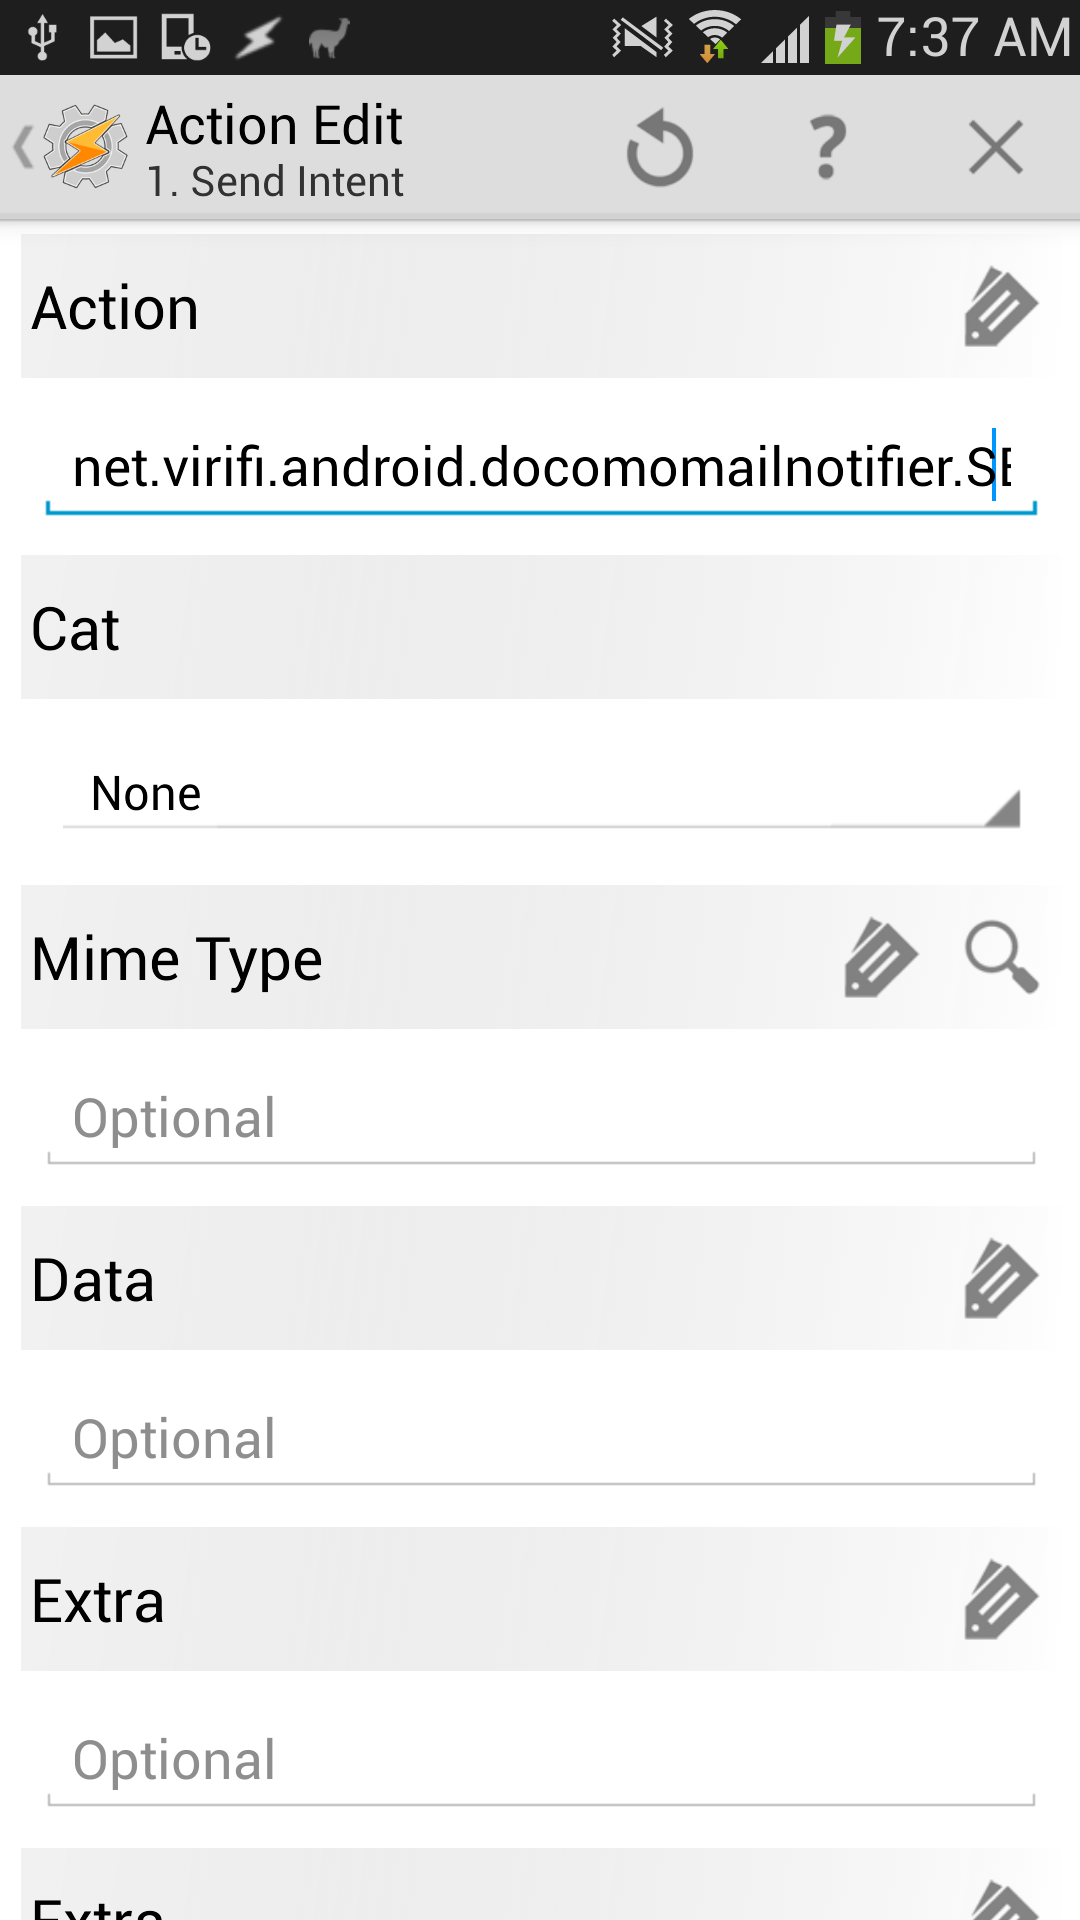 7:37 AM
Action Edit
1. Send Intent
Action
net.virifi.android.docomomailnotifier.SE
Cat
None
Mime Type
Optional
Data
Optional
Extra
Optional
Extra